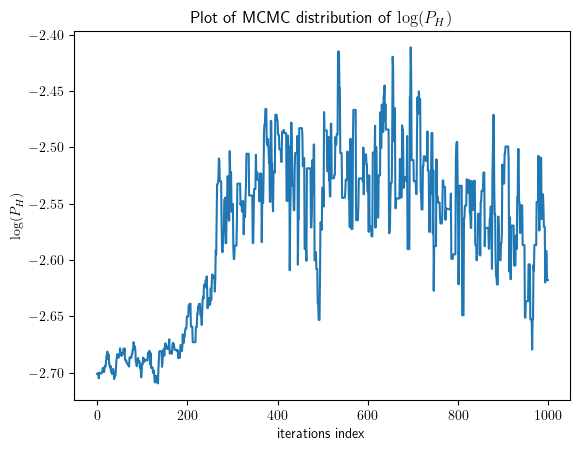 Plot of MCMC distribution of log(P_H)
log(P_H)
−2.40
−2.45
−2.50
−2.55
−2.60
−2.65
−2.70
0 200 400 600 800 1000
iterations index